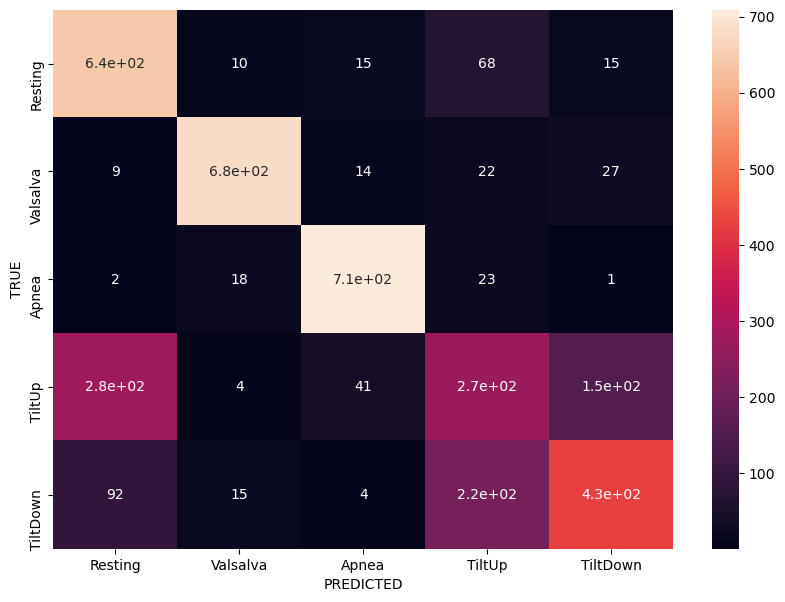 Resting 6.4e+02 10 15 68 15
Valsalva 9 6.8e+02 14 22 27
Apnea 2 18 7.1e+02 23 1
TiltUp 2.8e+02 4 41 2.7e+02 1.5e+02
TiltDown 92 15 4 2.2e+02 4.3e+02
TRUE
Resting Valsalva Apnea TiltUp TiltDown
PREDICTED
700
600
500
400
300
200
100